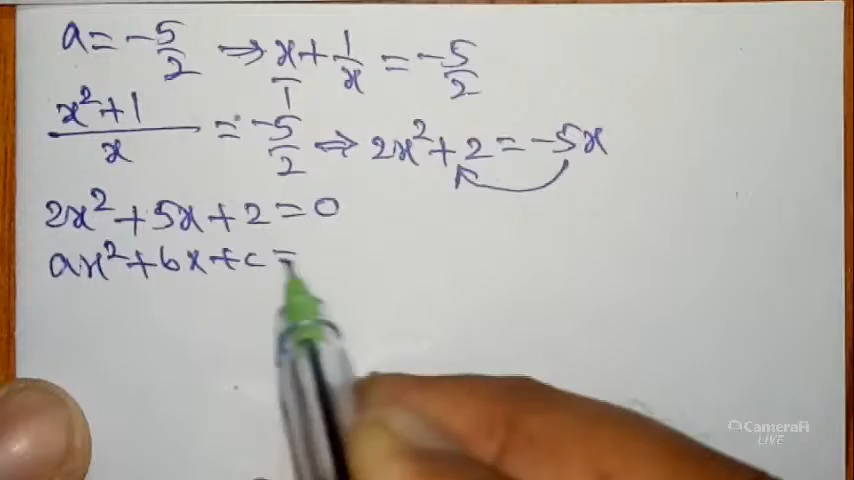 a = -5/2 ⇒ x/1 + 1/x = -5/2
x²+1/x = -5/2 ⇒ 2x² + 2 = -5x
2x² + 5x + 2 = 0
ax² + bx + c =
CameraFi
LIVE